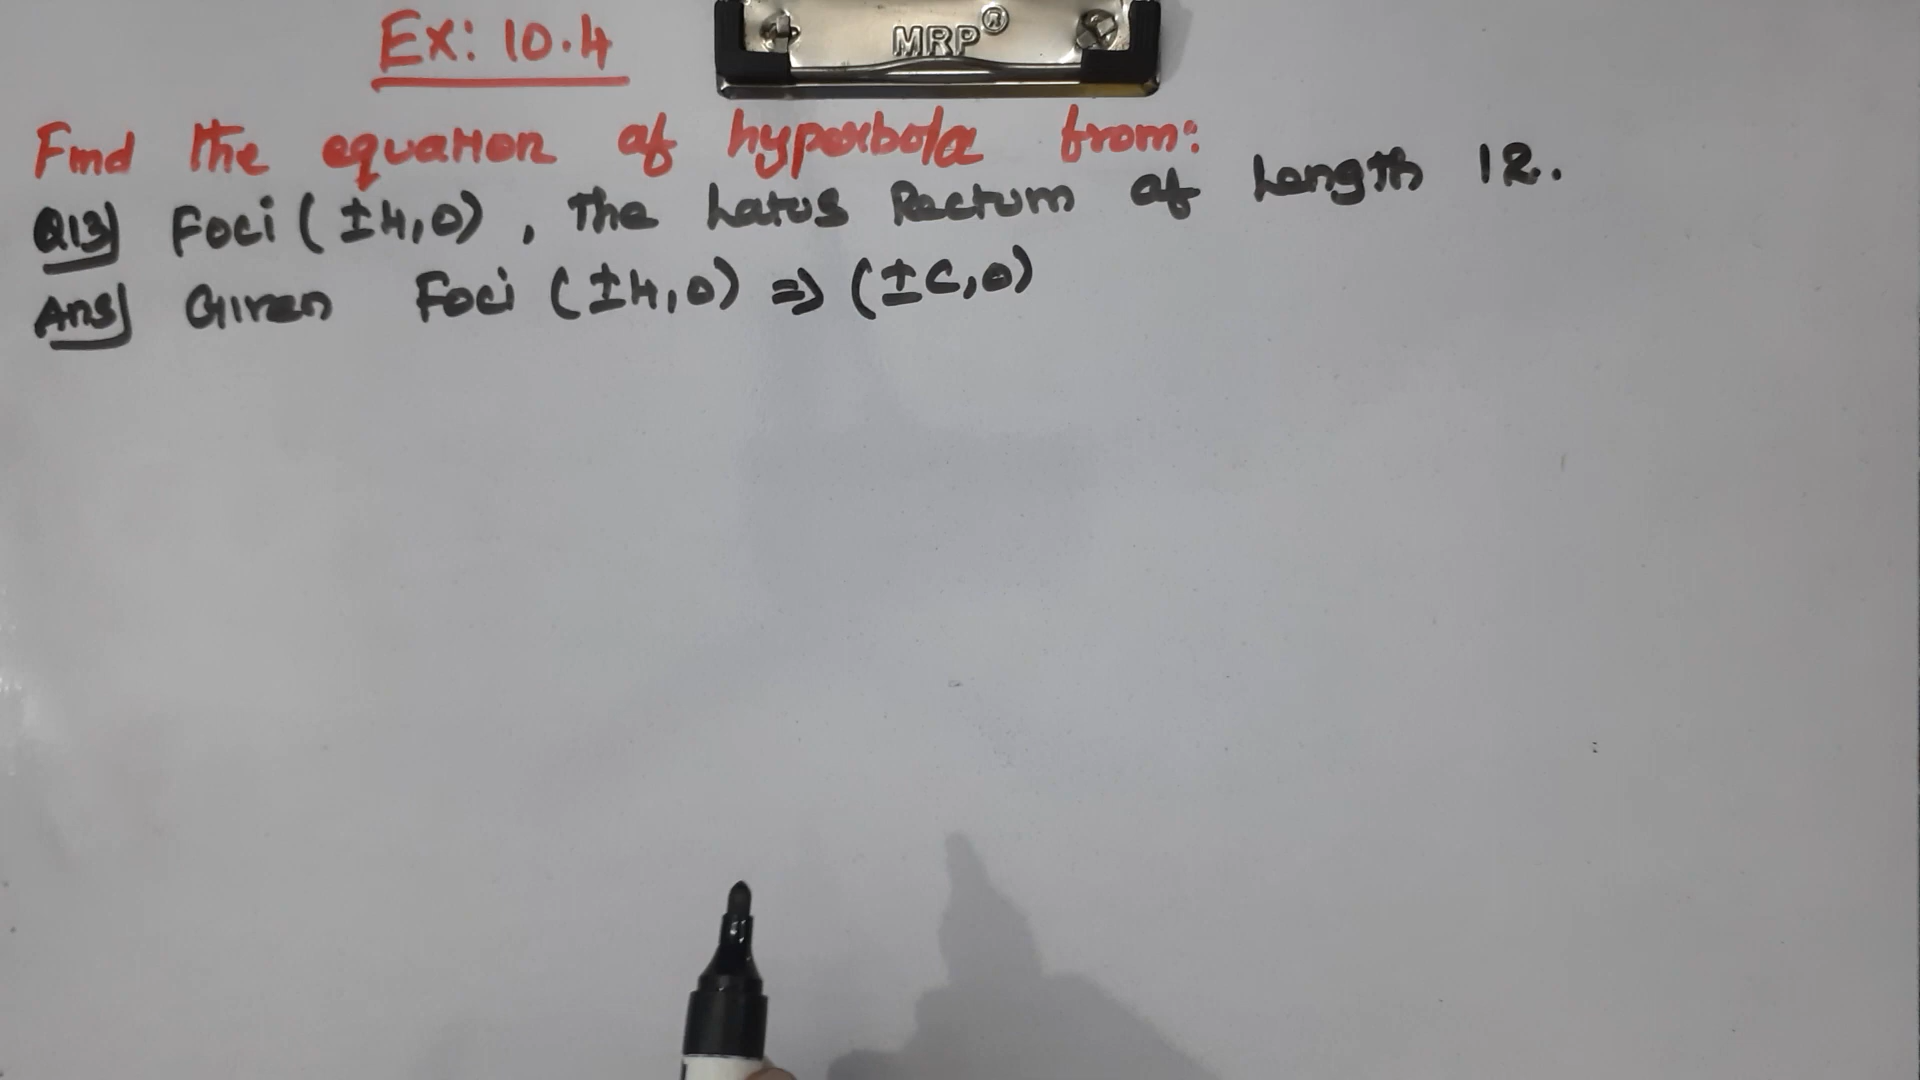 Ex: 10.4
MRP®
Find the equation of hyperbola from:
Q13) Foci (±4,0), The Latus Rectum of Length 12.
Ans) Given Foci (±4,0) ⇒ (±C,0)